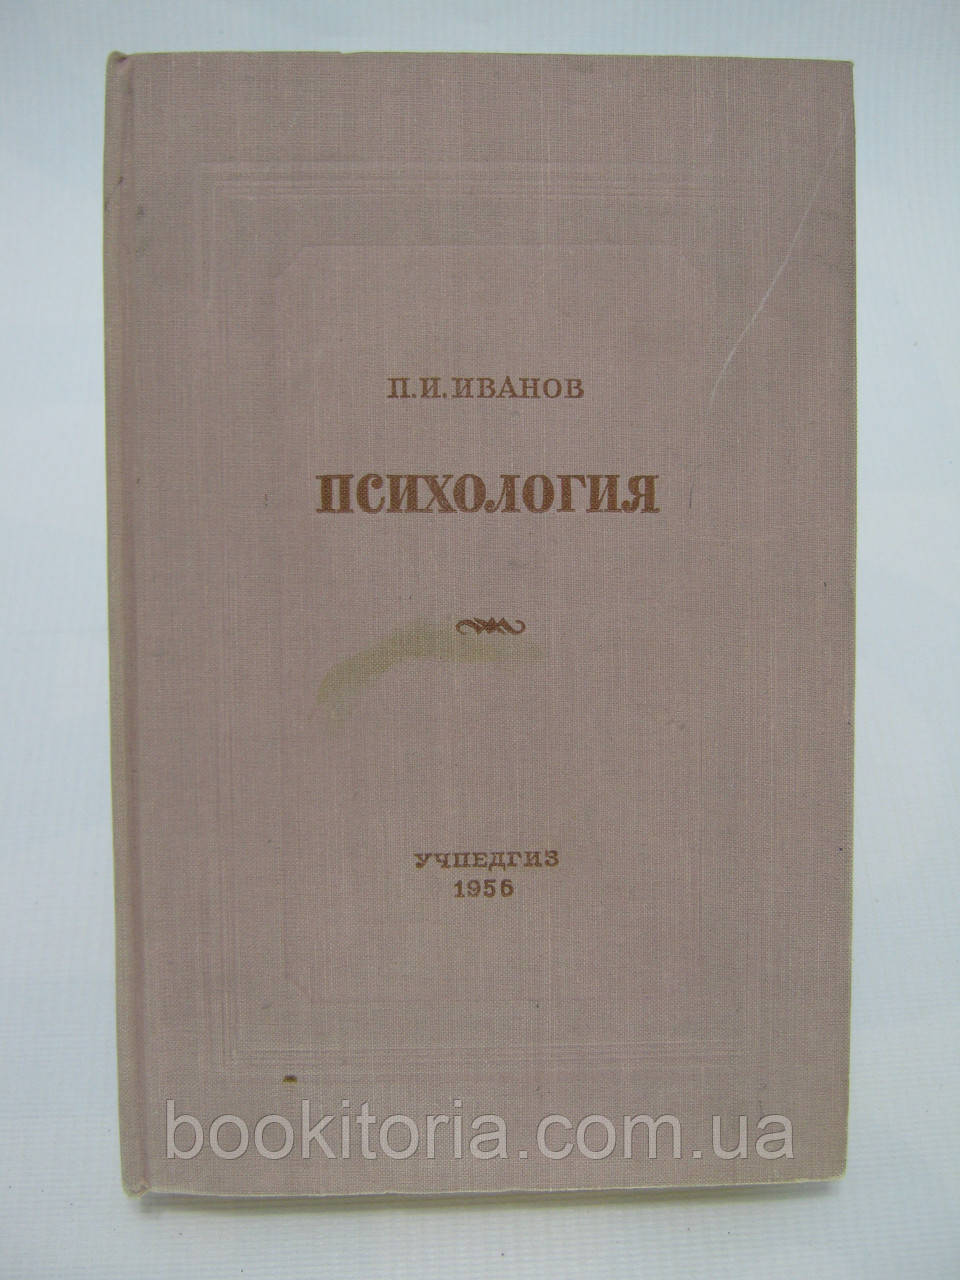 П.И.ИВАНОВ
ПСИХОЛОГИЯ
УЧПЕДГИЗ
1956
bookitoria.com.ua